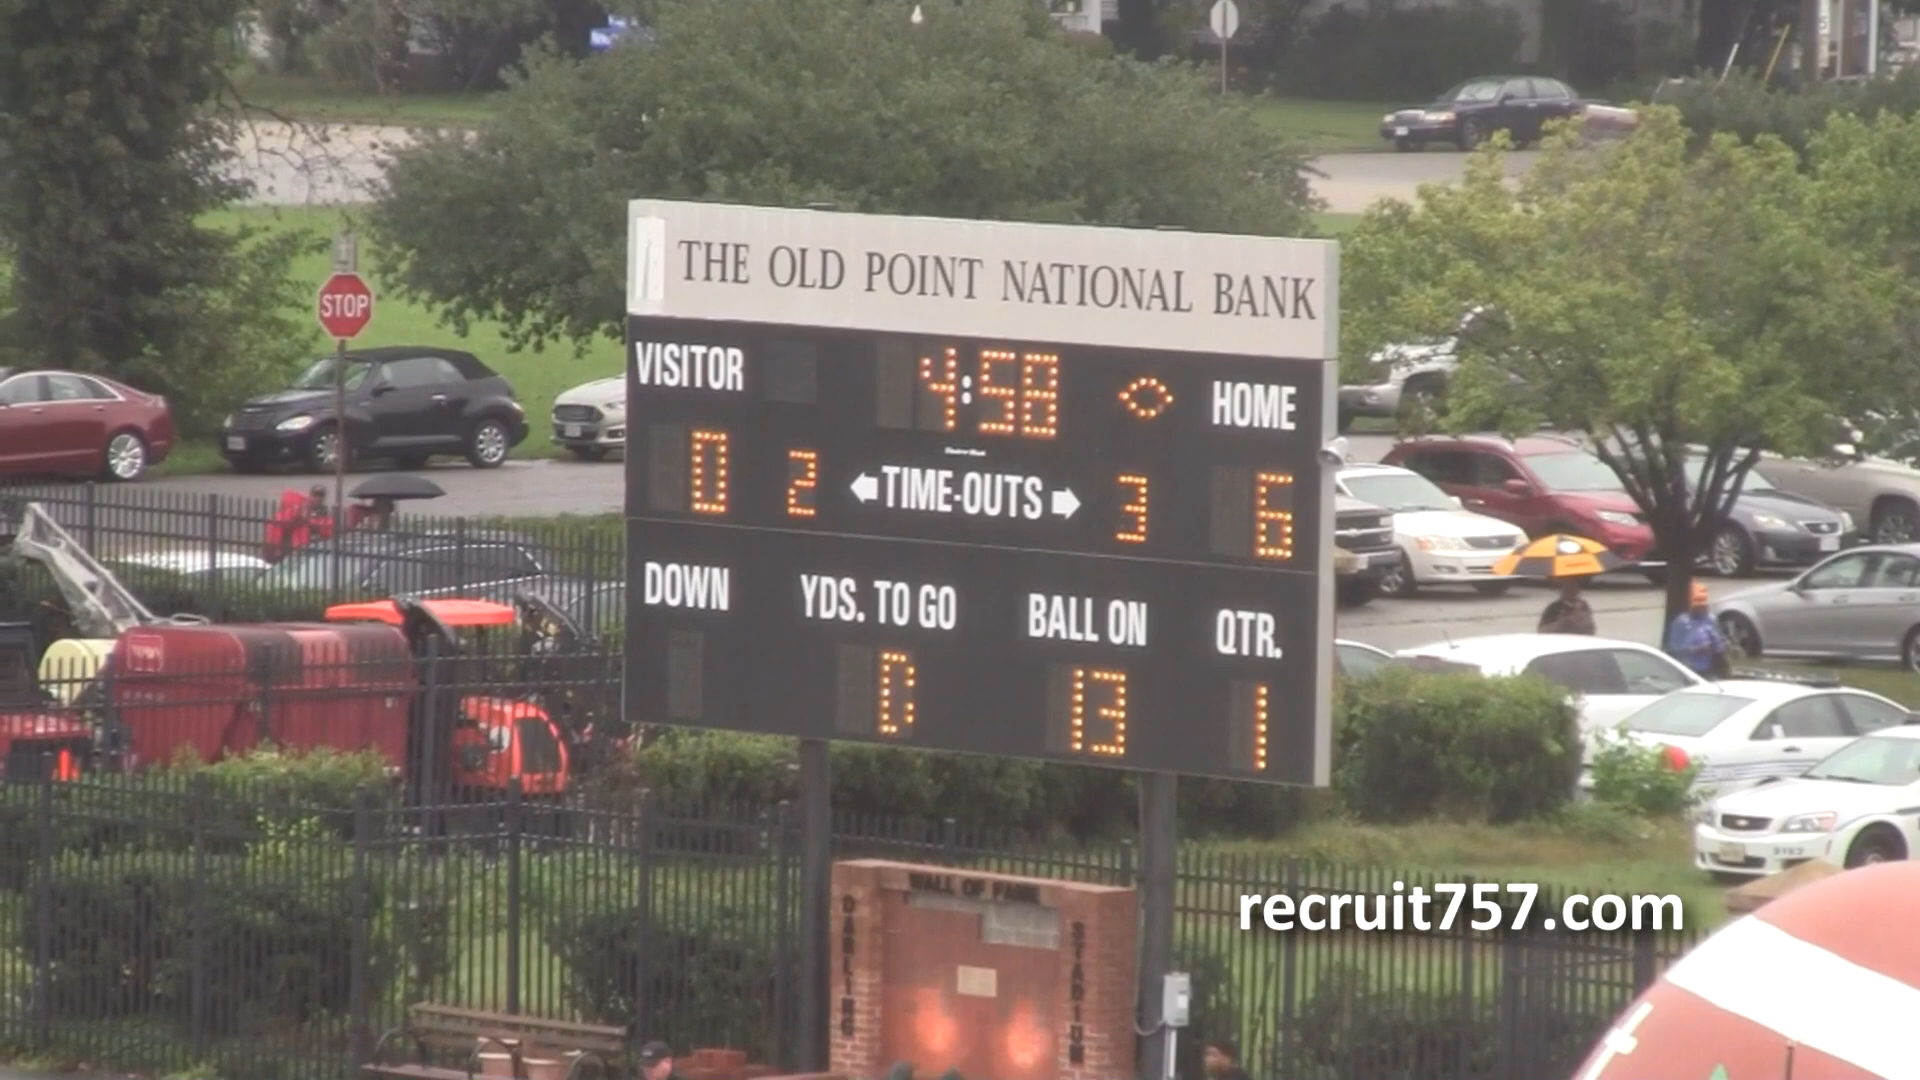 THE OLD POINT NATIONAL BANK
STOP
VISITOR
4:58
HOME
0
2
TIME-OUTS
3
6
DOWN
YDS. TO GO
BALL ON
QTR.
0
13
1
WALL OF FAME
DARLING
STADIUM
recruit757.com